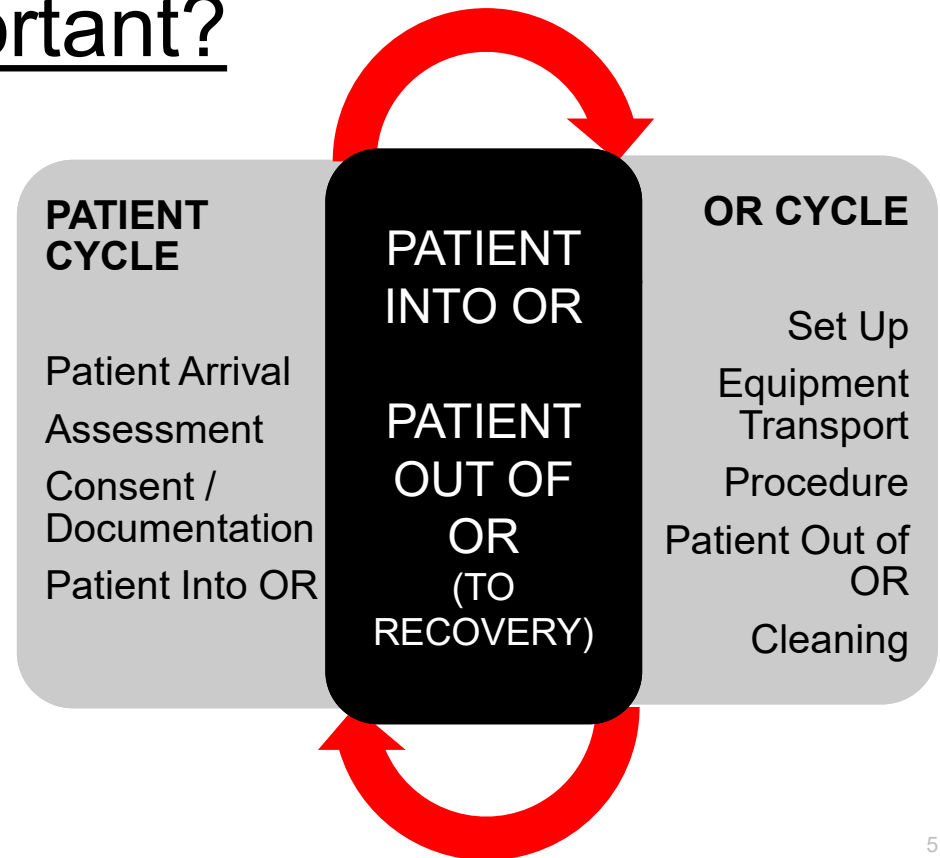 ortant?
PATIENT
CYCLE
Patient Arrival
Assessment
Consent /
Documentation
Patient Into OR
PATIENT
INTO OR
PATIENT
OUT OF
OR
(TO
RECOVERY)
OR CYCLE
Set Up
Equipment
Transport
Procedure
Patient Out of
OR
Cleaning
5